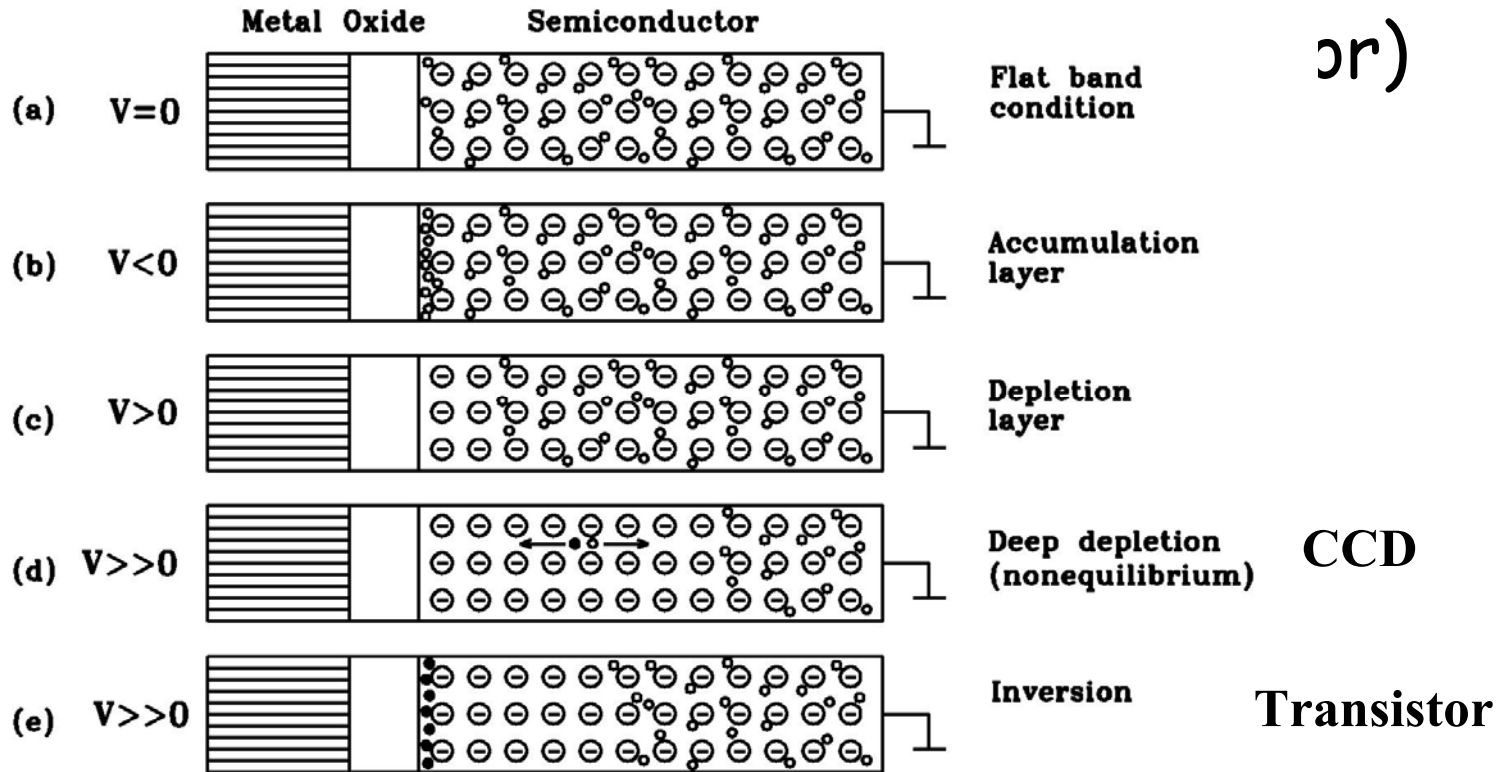 Metal Oxide Semiconductor
(a) V=0 Flat band condition
(b) V<0 Accumulation layer
(c) V>0 Depletion layer
(d) V>>0 Deep depletion (nonequilibrium) CCD
(e) V>>0 Inversion Transistor